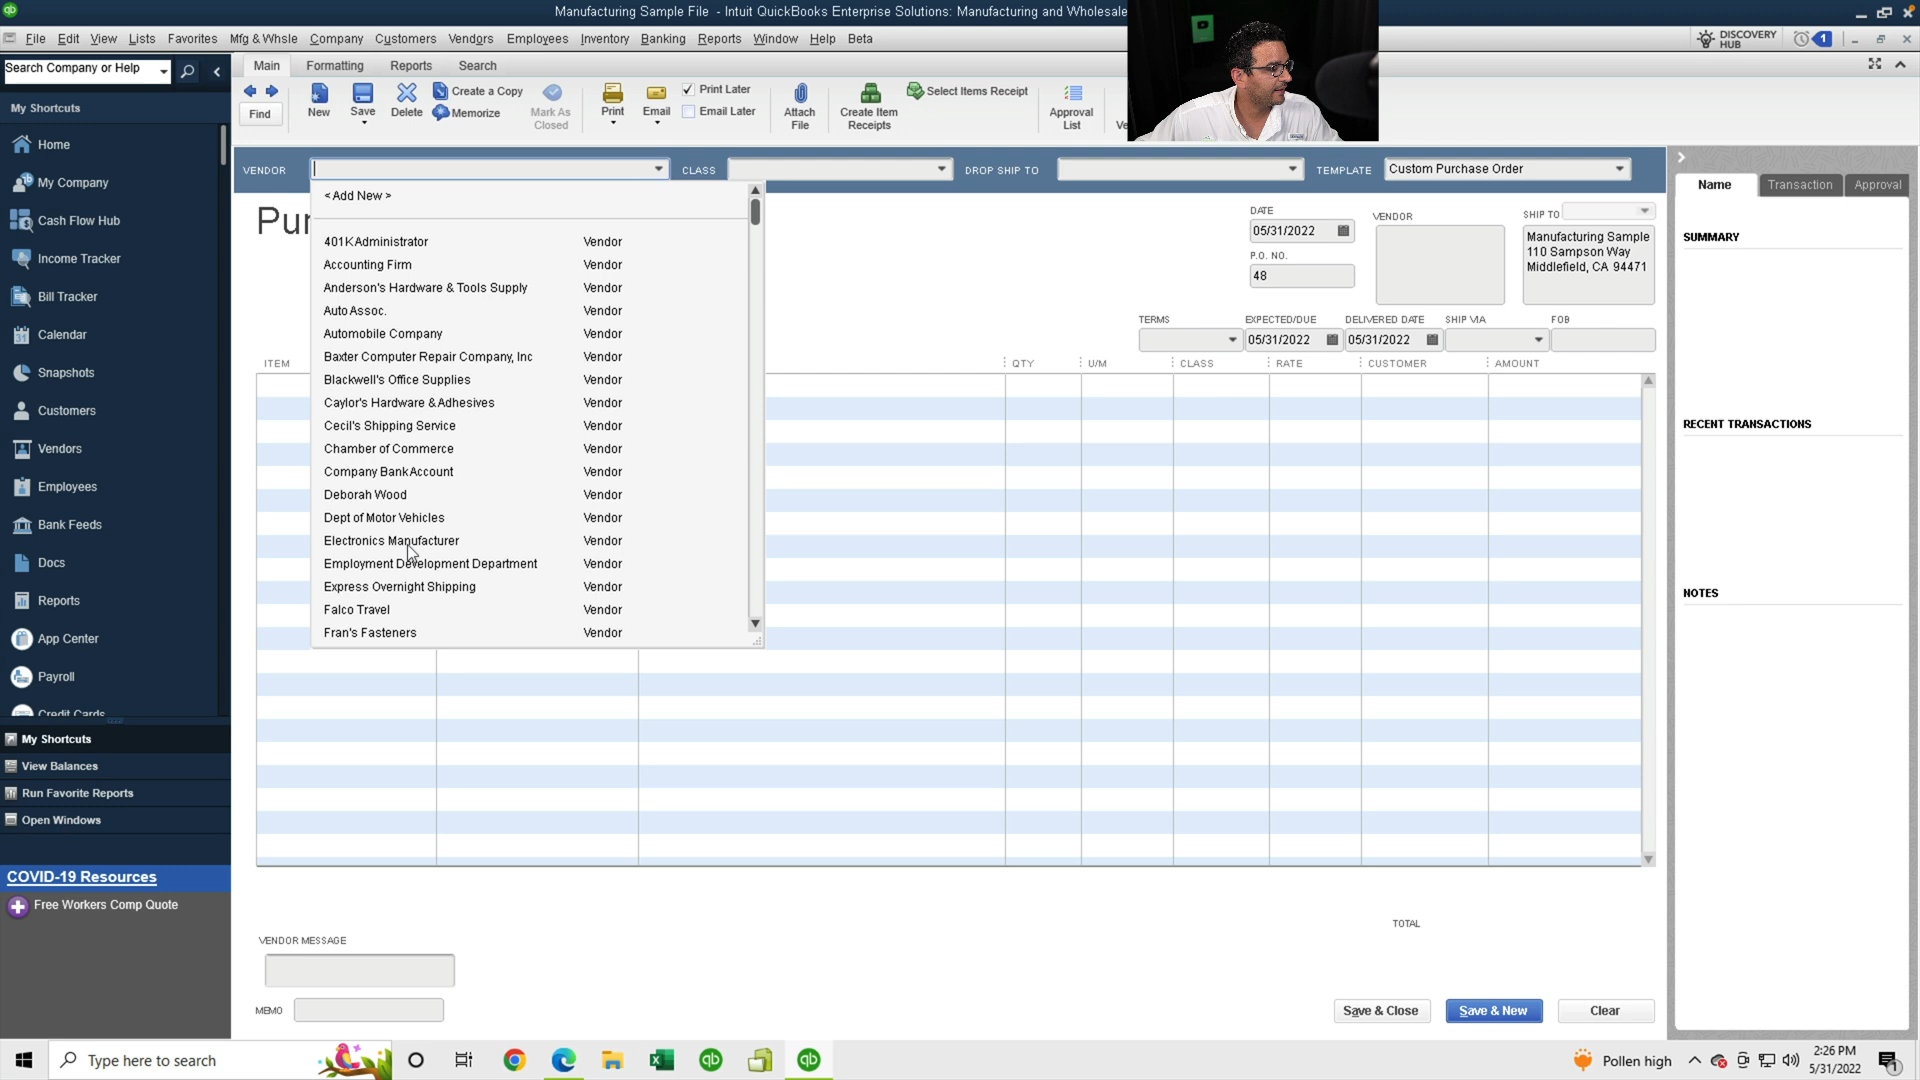 Manufacturing Sample File - Intuit QuickBooks Enterprise Solutions: Manufacturing and Wholesale
File Edit View Lists Favorites Mfg & Whsle Company Customers Vendors Employees Inventory Banking Reports Window Help Beta
DISCOVERY HUB
1
Search Company or Help
Main Formatting Reports Search
My Shortcuts
Home
My Company
Cash Flow Hub
Income Tracker
Bill Tracker
Calendar
Snapshots
Customers
Vendors
Employees
Bank Feeds
Docs
Reports
App Center
Payroll
Credit Cards
My Shortcuts
View Balances
Run Favorite Reports
Open Windows
COVID-19 Resources
Free Workers Comp Quote
Find
New
Save
Delete
Create a Copy
Memorize
Mark As Closed
Print
Email
Print Later
Email Later
Attach File
Create Item Receipts
Select Items Receipt
Approval List
Ve
VENDOR CLASS DROP SHIP TO TEMPLATE Custom Purchase Order
Pur
< Add New >
401K Administrator Vendor
Accounting Firm Vendor
Anderson's Hardware & Tools Supply Vendor
Auto Assoc. Vendor
Automobile Company Vendor
Baxter Computer Repair Company, Inc Vendor
Blackwell's Office Supplies Vendor
Caylor's Hardware & Adhesives Vendor
Cecil's Shipping Service Vendor
Chamber of Commerce Vendor
Company Bank Account Vendor
Deborah Wood Vendor
Dept of Motor Vehicles Vendor
Electronics Manufacturer Vendor
Employment Development Department Vendor
Express Overnight Shipping Vendor
Falco Travel Vendor
Fran's Fasteners Vendor
DATE
05/31/2022
P.O. NO.
48
VENDOR
SHIP TO
Manufacturing Sample
110 Sampson Way
Middlefield, CA 94471
TERMS EXPECTED/DUE DELIVERED DATE SHIP VIA FOB
05/31/2022 05/31/2022
ITEM QTY U/M CLASS RATE CUSTOMER AMOUNT
TOTAL
VENDOR MESSAGE
MEMO
Save & Close Save & New Clear
Name Transaction Approval
SUMMARY
RECENT TRANSACTIONS
NOTES
Type here to search
Pollen high
2:26 PM
5/31/2022
1